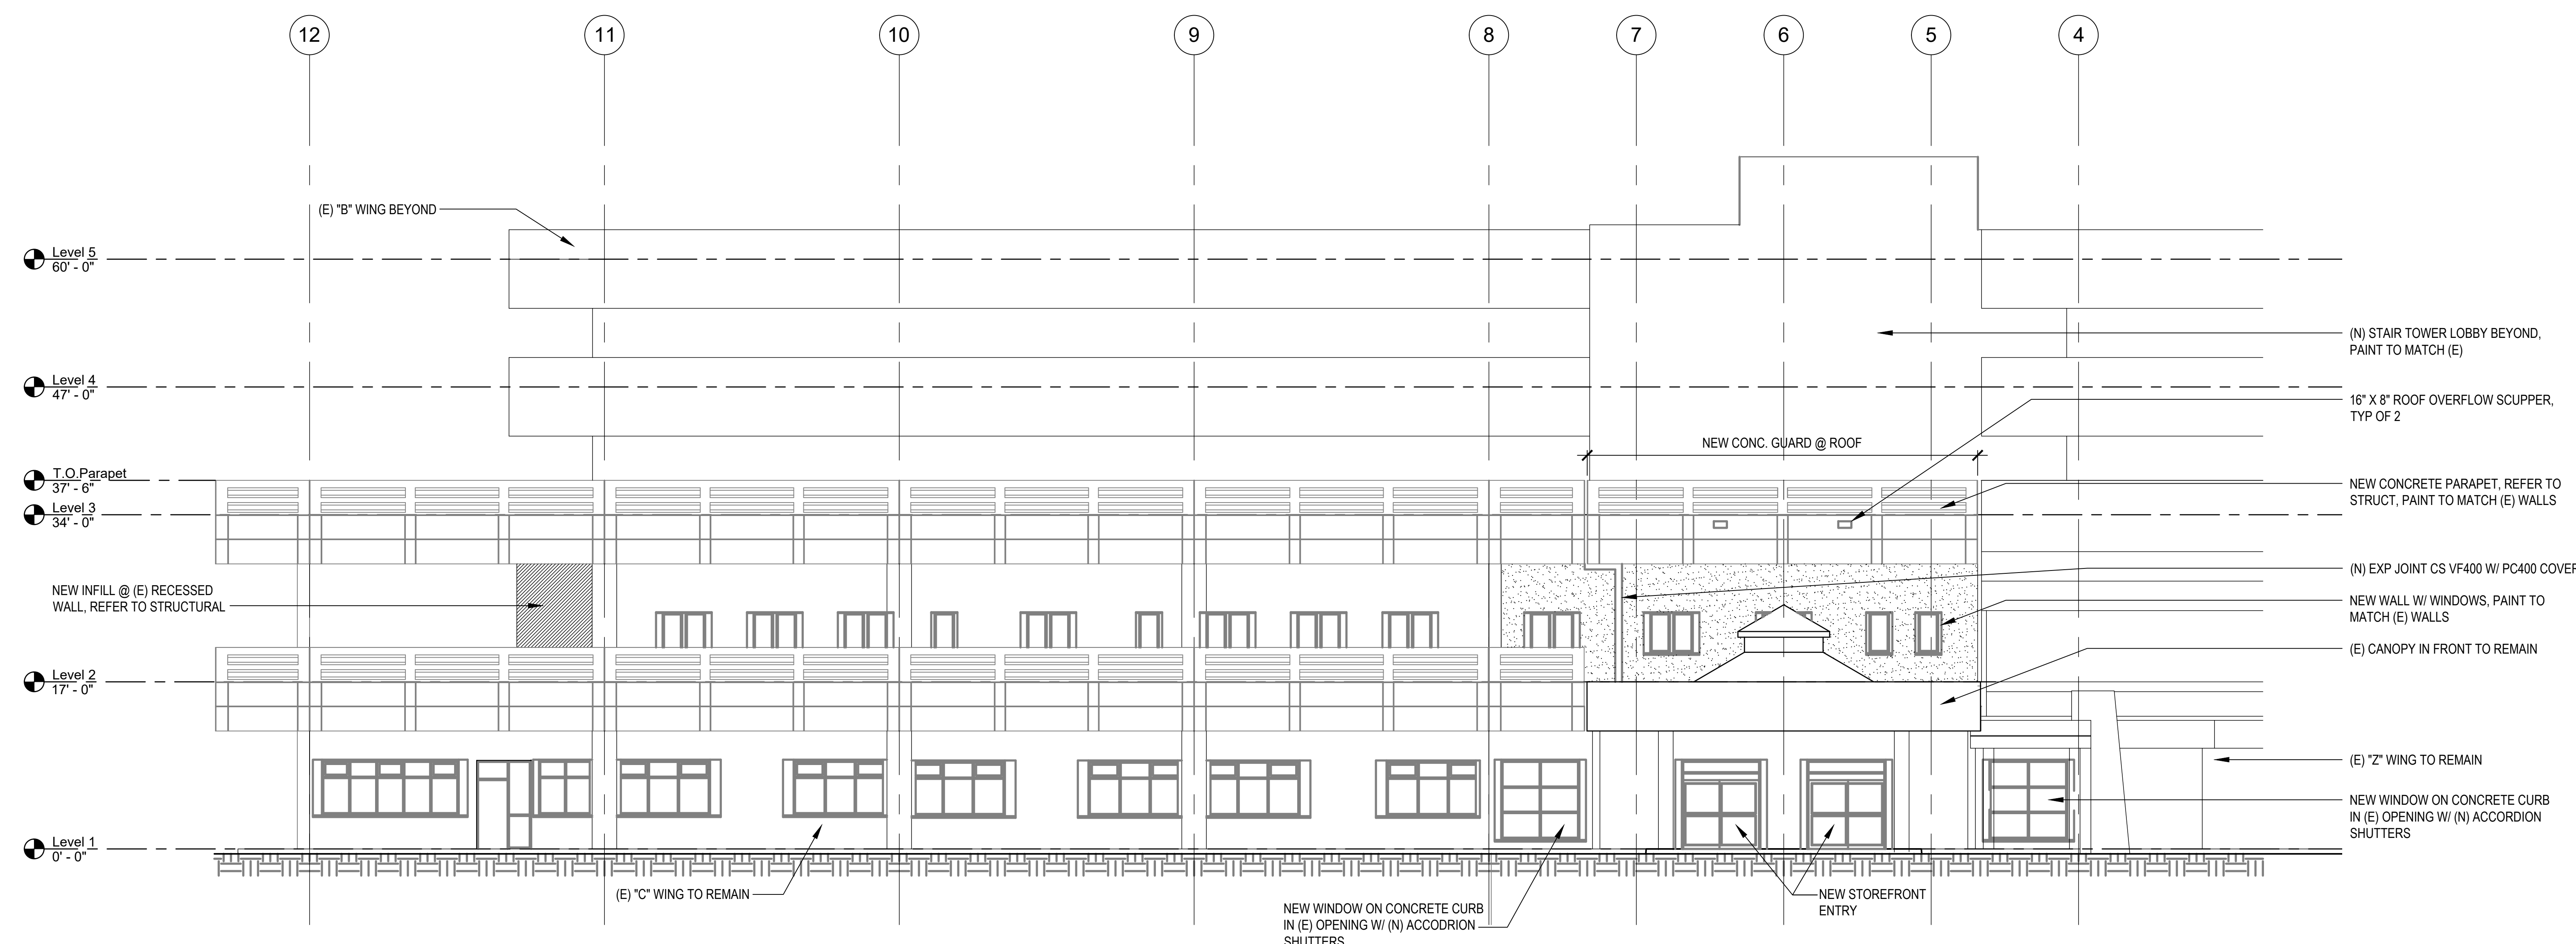 12
11
10
9
8
7
6
5
4
(E) "B" WING BEYOND
Level 5
60' - 0"
(N) STAIR TOWER LOBBY BEYOND,
PAINT TO MATCH (E)
Level 4
47' - 0"
16" X 8" ROOF OVERFLOW SCUPPER,
TYP OF 2
NEW CONC. GUARD @ ROOF
T.O.Parapet
37' - 6"
NEW CONCRETE PARAPET, REFER TO
STRUCT, PAINT TO MATCH (E) WALLS
Level 3
34' - 0"
(N) EXP JOINT CS VF400 W/ PC400 COVER
NEW INFILL @ (E) RECESSED
WALL, REFER TO STRUCTURAL
NEW WALL W/ WINDOWS, PAINT TO
MATCH (E) WALLS
(E) CANOPY IN FRONT TO REMAIN
Level 2
17' - 0"
(E) "Z" WING TO REMAIN
NEW WINDOW ON CONCRETE CURB
IN (E) OPENING W/ (N) ACCORDION
SHUTTERS
Level 1
0' - 0"
(E) "C" WING TO REMAIN
NEW STOREFRONT
ENTRY
NEW WINDOW ON CONCRETE CURB
IN (E) OPENING W/ (N) ACCODRION
SHUTTERS